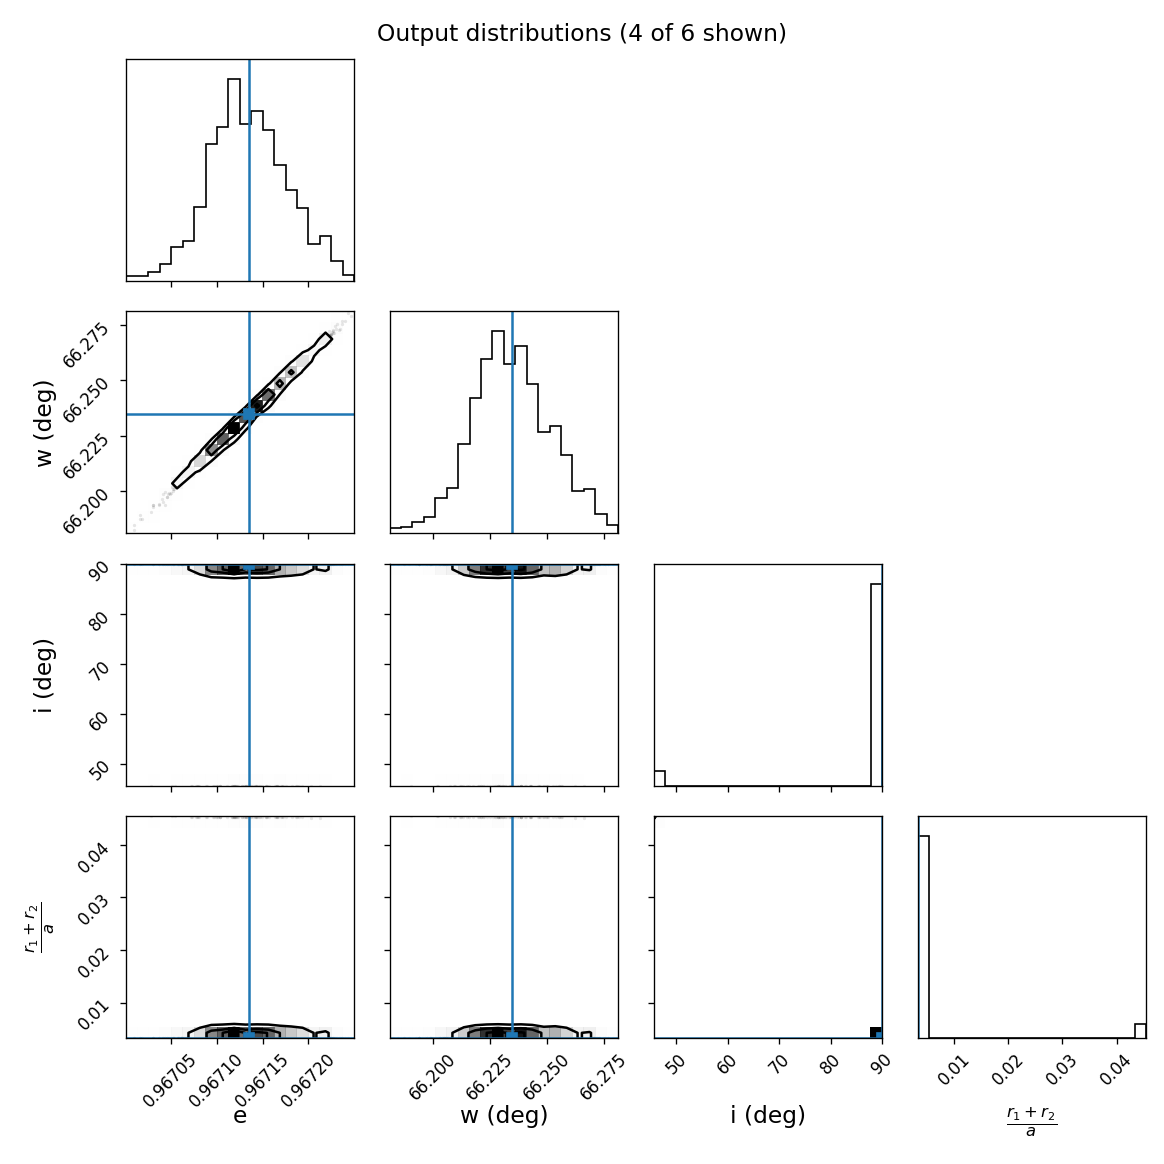 Output distributions (4 of 6 shown)
w (deg)
66.275
66.250
66.225
66.200
i (deg)
90
80
70
60
50
r₁ + r₂
a
0.04
0.03
0.02
0.01
0.96705 0.96710 0.96715 0.96720
66.200 66.225 66.250 66.275
50 60 70 80 90
0.01 0.02 0.03 0.04
e
w (deg)
i (deg)
r₁ + r₂
a